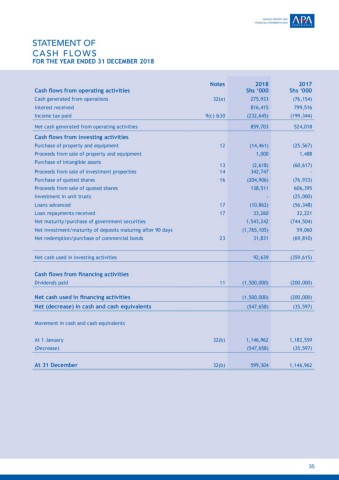 ANNUAL REPORT AND
FINANCIAL STATEMENTS 2018
APA
STATEMENT OF
CASH FLOWS
FOR THE YEAR ENDED 31 DECEMBER 2018
Notes 2018 2017
Cash flows from operating activities Shs '000 Shs '000
Cash generated from operations 32(a) 275,933 (76,154)
Interest received 816,415 799,516
Income tax paid 9(c) &30 (232,645) (199,344)
Net cash generated from operating activities 859,703 524,018
Cash flows from investing activities
Purchase of property and equipment 12 (14,461) (25,567)
Proceeds from sale of property and equipment 1,000 1,488
Purchase of intangible assets 13 (2,618) (60,617)
Proceeds from sale of investment properties 14 342,747 -
Purchase of quoted shares 16 (204,906) (76,933)
Proceeds from sale of quoted shares 138,511 606,395
Investment in unit trusts - (25,000)
Loans advanced 17 (10,862) (56,348)
Loan repayments received 17 33,260 32,221
Net maturity/purchase of government securities 1,543,242 (744,504)
Net investment/maturity of deposits maturing after 90 days (1,765,105) 59,060
Net redemption/purchase of commercial bonds 23 31,831 (69,810)
Net cash used in investing activities 92,639 (359,615)
Cash flows from financing activities
Dividends paid 11 (1,500,000) (200,000)
Net cash used in financing activities (1,500,000) (200,000)
Net (decrease) in cash and cash equivalents (547,658) (35,597)
Movement in cash and cash equivalents
At 1 January 32(b) 1,146,962 1,182,559
(Decrease) (547,658) (35,597)
At 31 December 32(b) 599,304 1,146,962
35